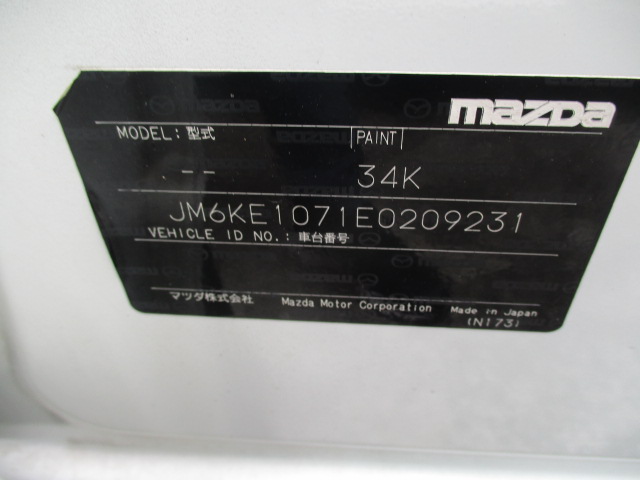 mazda
MODEL: 型式 PAINT
-- 34K
JM6KE1071E0209231
VEHICLE ID NO.: 車台番号
マツダ株式会社 Mazda Motor Corporation Made in Japan
(N173)